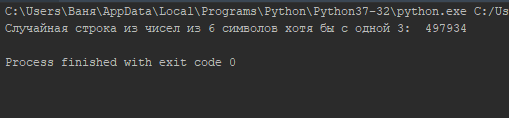 C:\Users\Ваня\AppData\Local\Programs\Python\Python37-32\python.exe C:/Us
Случайная строка из чисел из 6 символов хотя бы с одной 3:  497934
Process finished with exit code 0